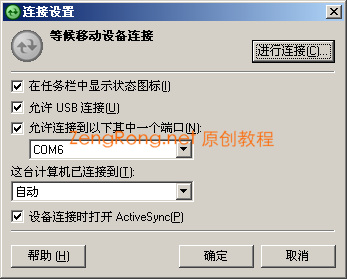 连接设置
等候移动设备连接
进行连接(C)...
在任务栏中显示状态图标(I)
允许 USB 连接(U)
允许连接到以下其中一个端口(N):
ZengRong.net 原创教程
COM6
这台计算机已连接到(T):
自动
设备连接时打开 ActiveSync(P)
帮助 (H)
确定
取消